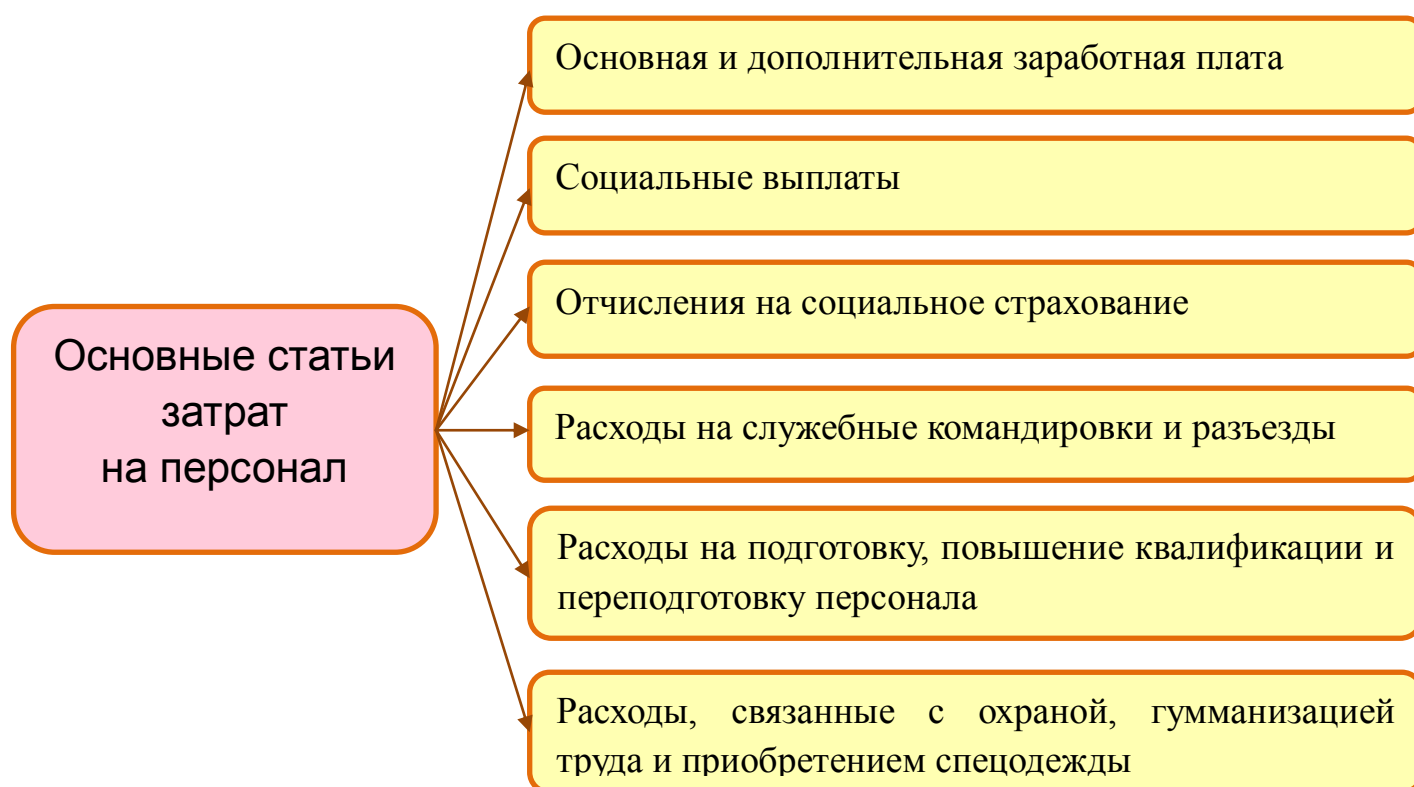 Основная и дополнительная заработная плата
Социальные выплаты
Отчисления на социальное страхование
Основные статьи
затрат
на персонал
Расходы на служебные командировки и разъезды
Расходы на подготовку, повышение квалификации и
переподготовку персонала
Расходы, связанные с охраной, гумманизацией
труда и приобретением спецодежды